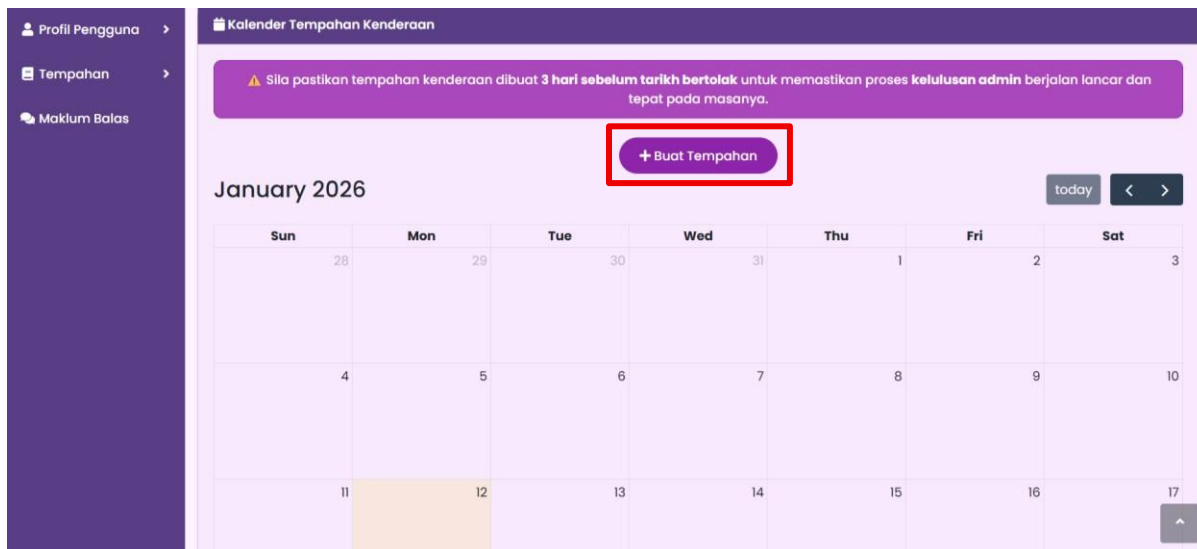 Profil Pengguna
Tempahan
Maklum Balas
Kalender Tempahan Kenderaan
Sila pastikan tempahan kenderaan dibuat 3 hari sebelum tarikh bertolak untuk memastikan proses kelulusan admin berjalan lancar dan
tepat pada masanya.
+ Buat Tempahan
January 2026
today < >
Sun Mon Tue Wed Thu Fri Sat
28 29 30 31 1 2 3
4 5 6 7 8 9 10
11 12 13 14 15 16 17